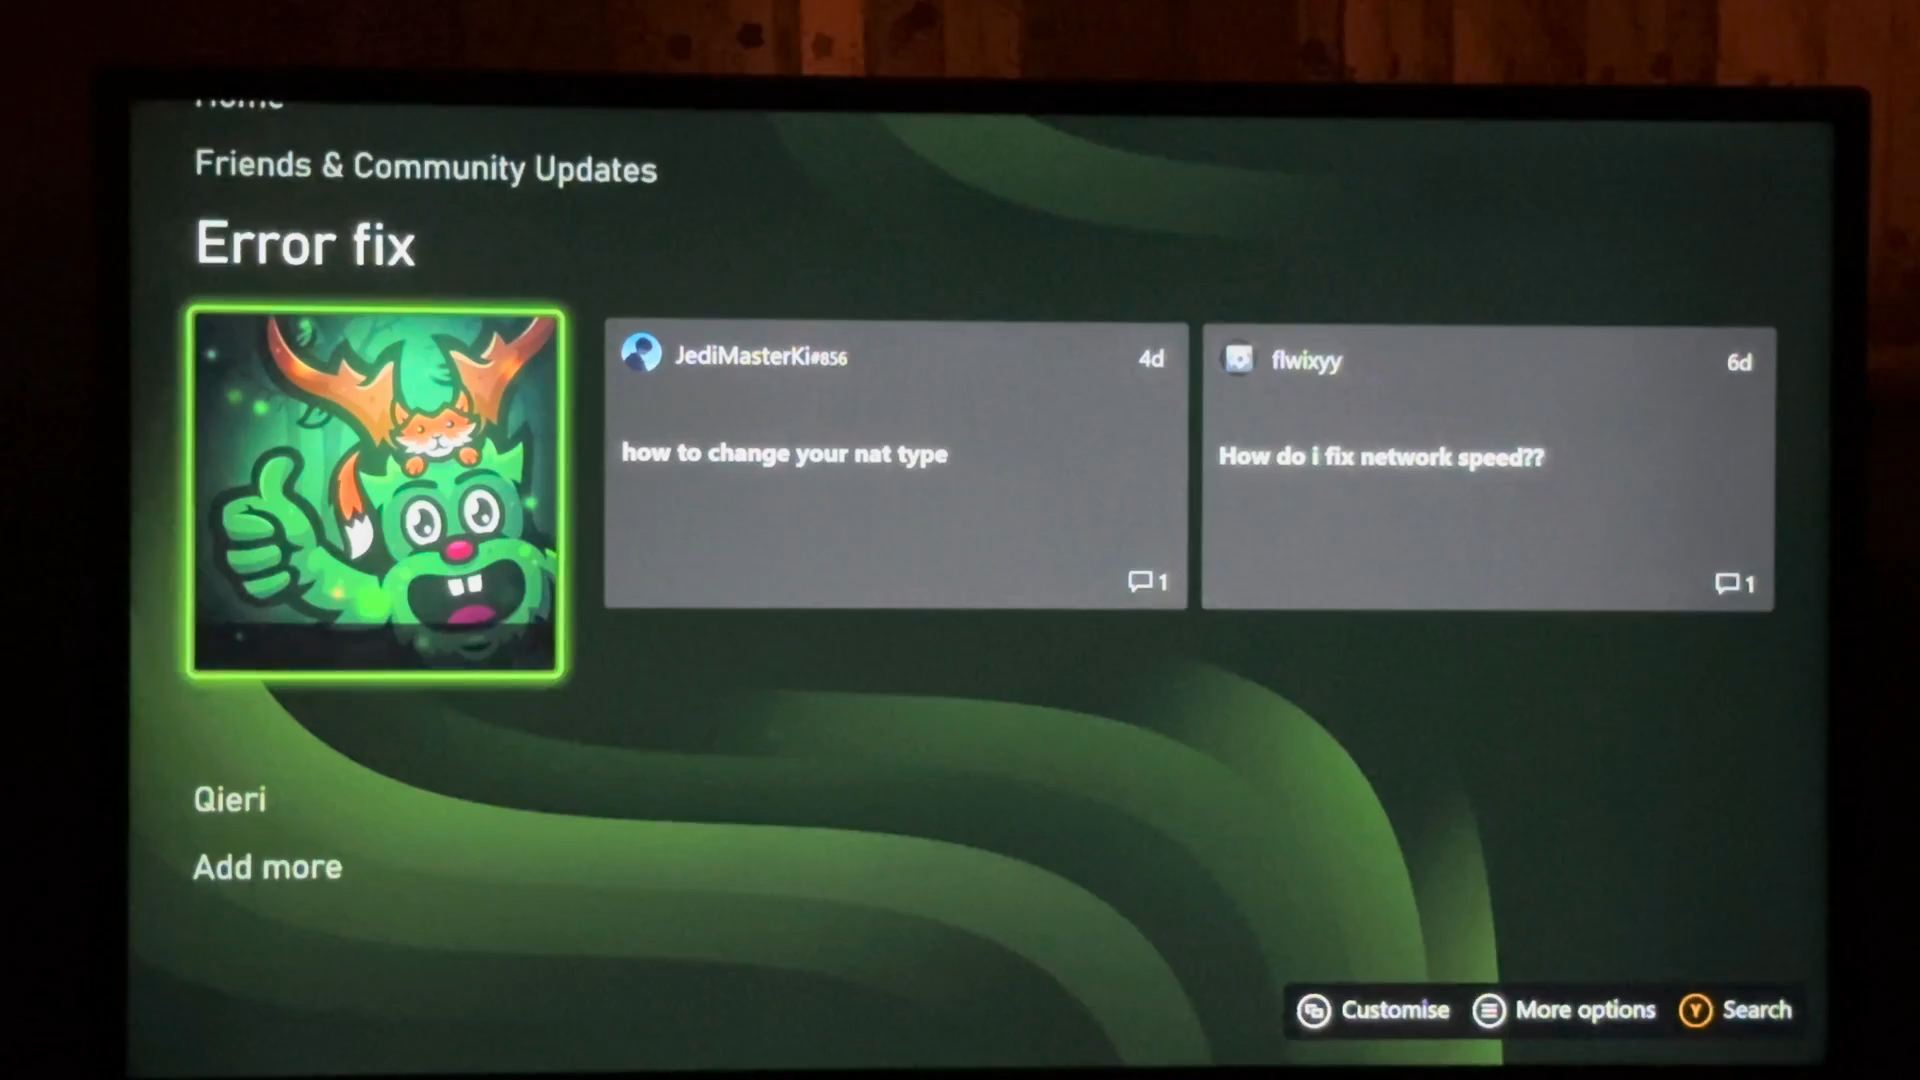 Home
Friends & Community Updates
Error fix
JediMasterKi#856
4d
how to change your nat type
1
flwixyy
6d
How do i fix network speed??
1
Qieri
Add more
Customise
More options
Y Search